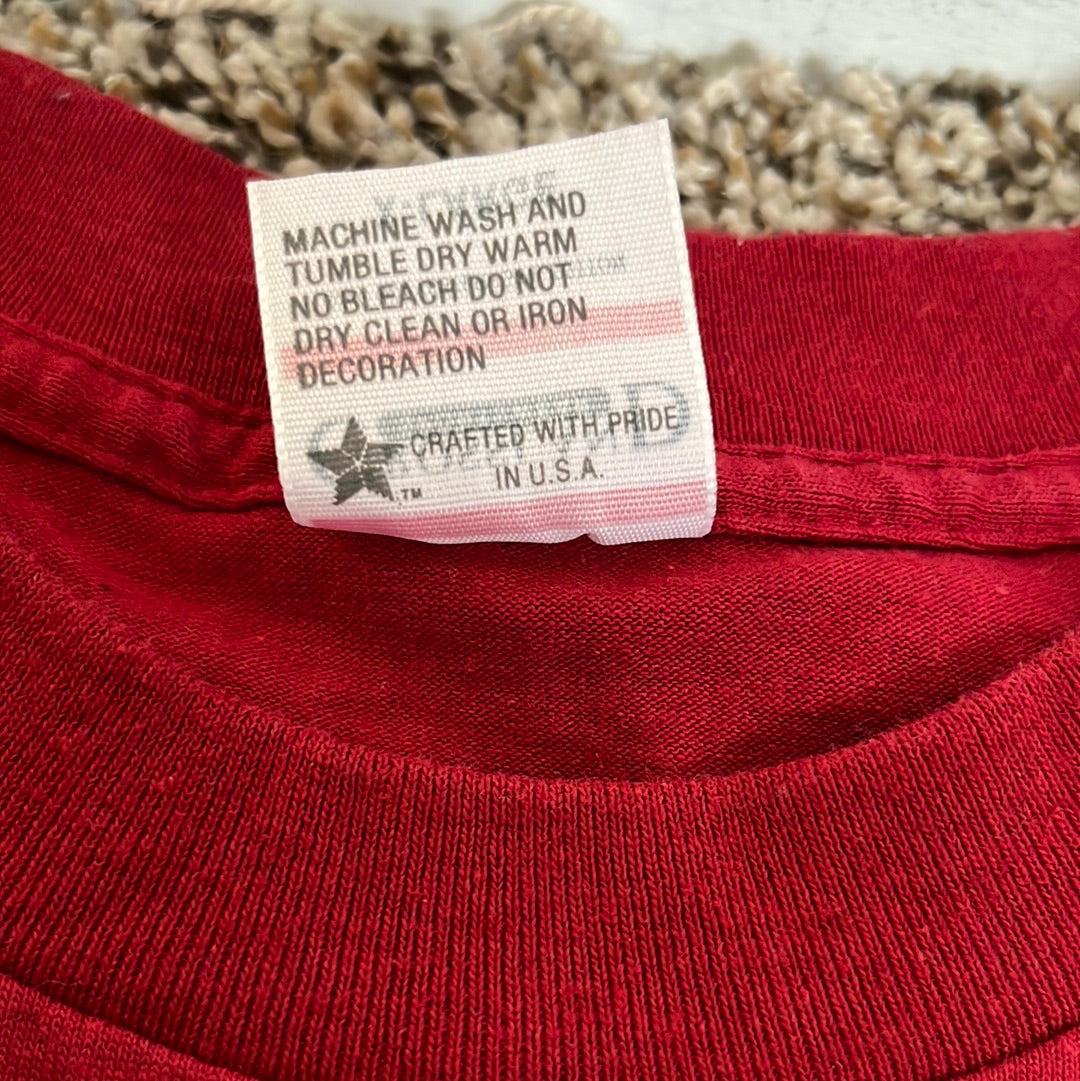 MACHINE WASH AND
TUMBLE DRY WARM
NO BLEACH DO NOT
DRY CLEAN OR IRON
DECORATION
CRAFTED WITH PRIDE
IN U.S.A.
TM